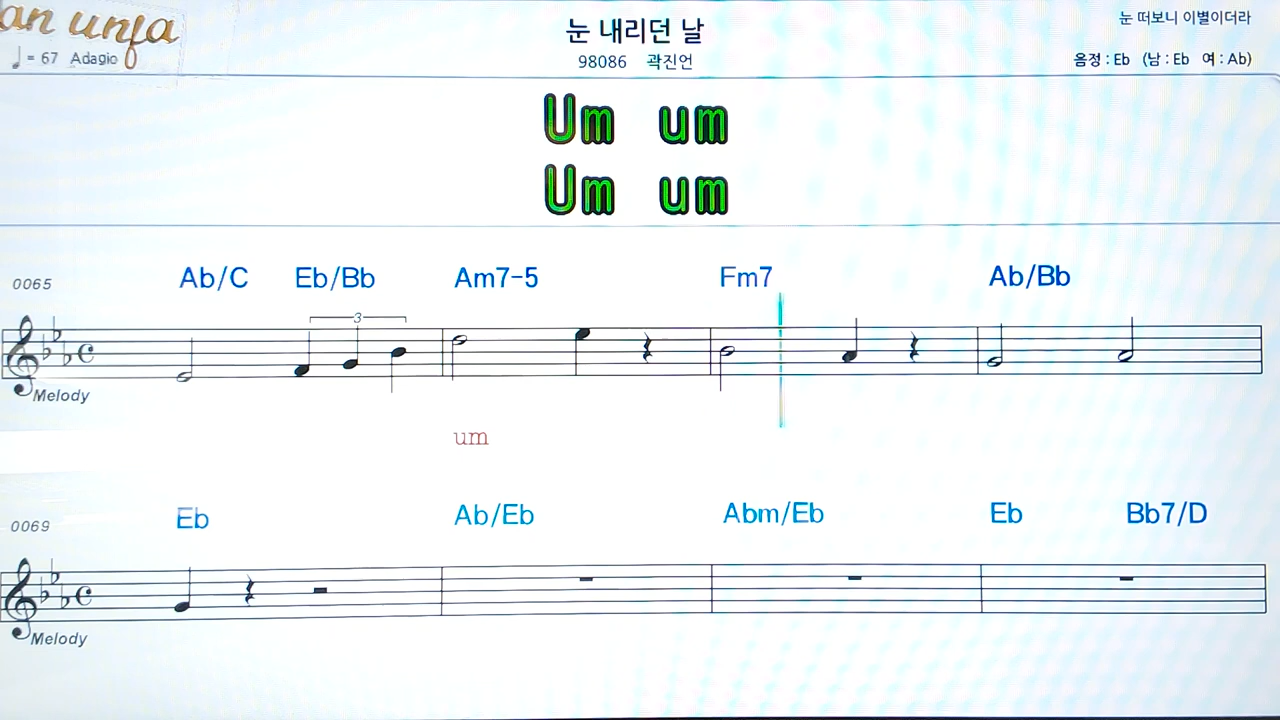 an unfa
♩ = 67 Adagio
눈 내리던 날
98086 곽진언
눈 떠보니 이별이더라
음정 : Eb (남 : Eb 여 : Ab)
Um um
Um um
0065 Ab/C Eb/Bb Am7-5 Fm7 Ab/Bb
3
Melody
um
0069 Eb Ab/Eb Abm/Eb Eb Bb7/D
Melody